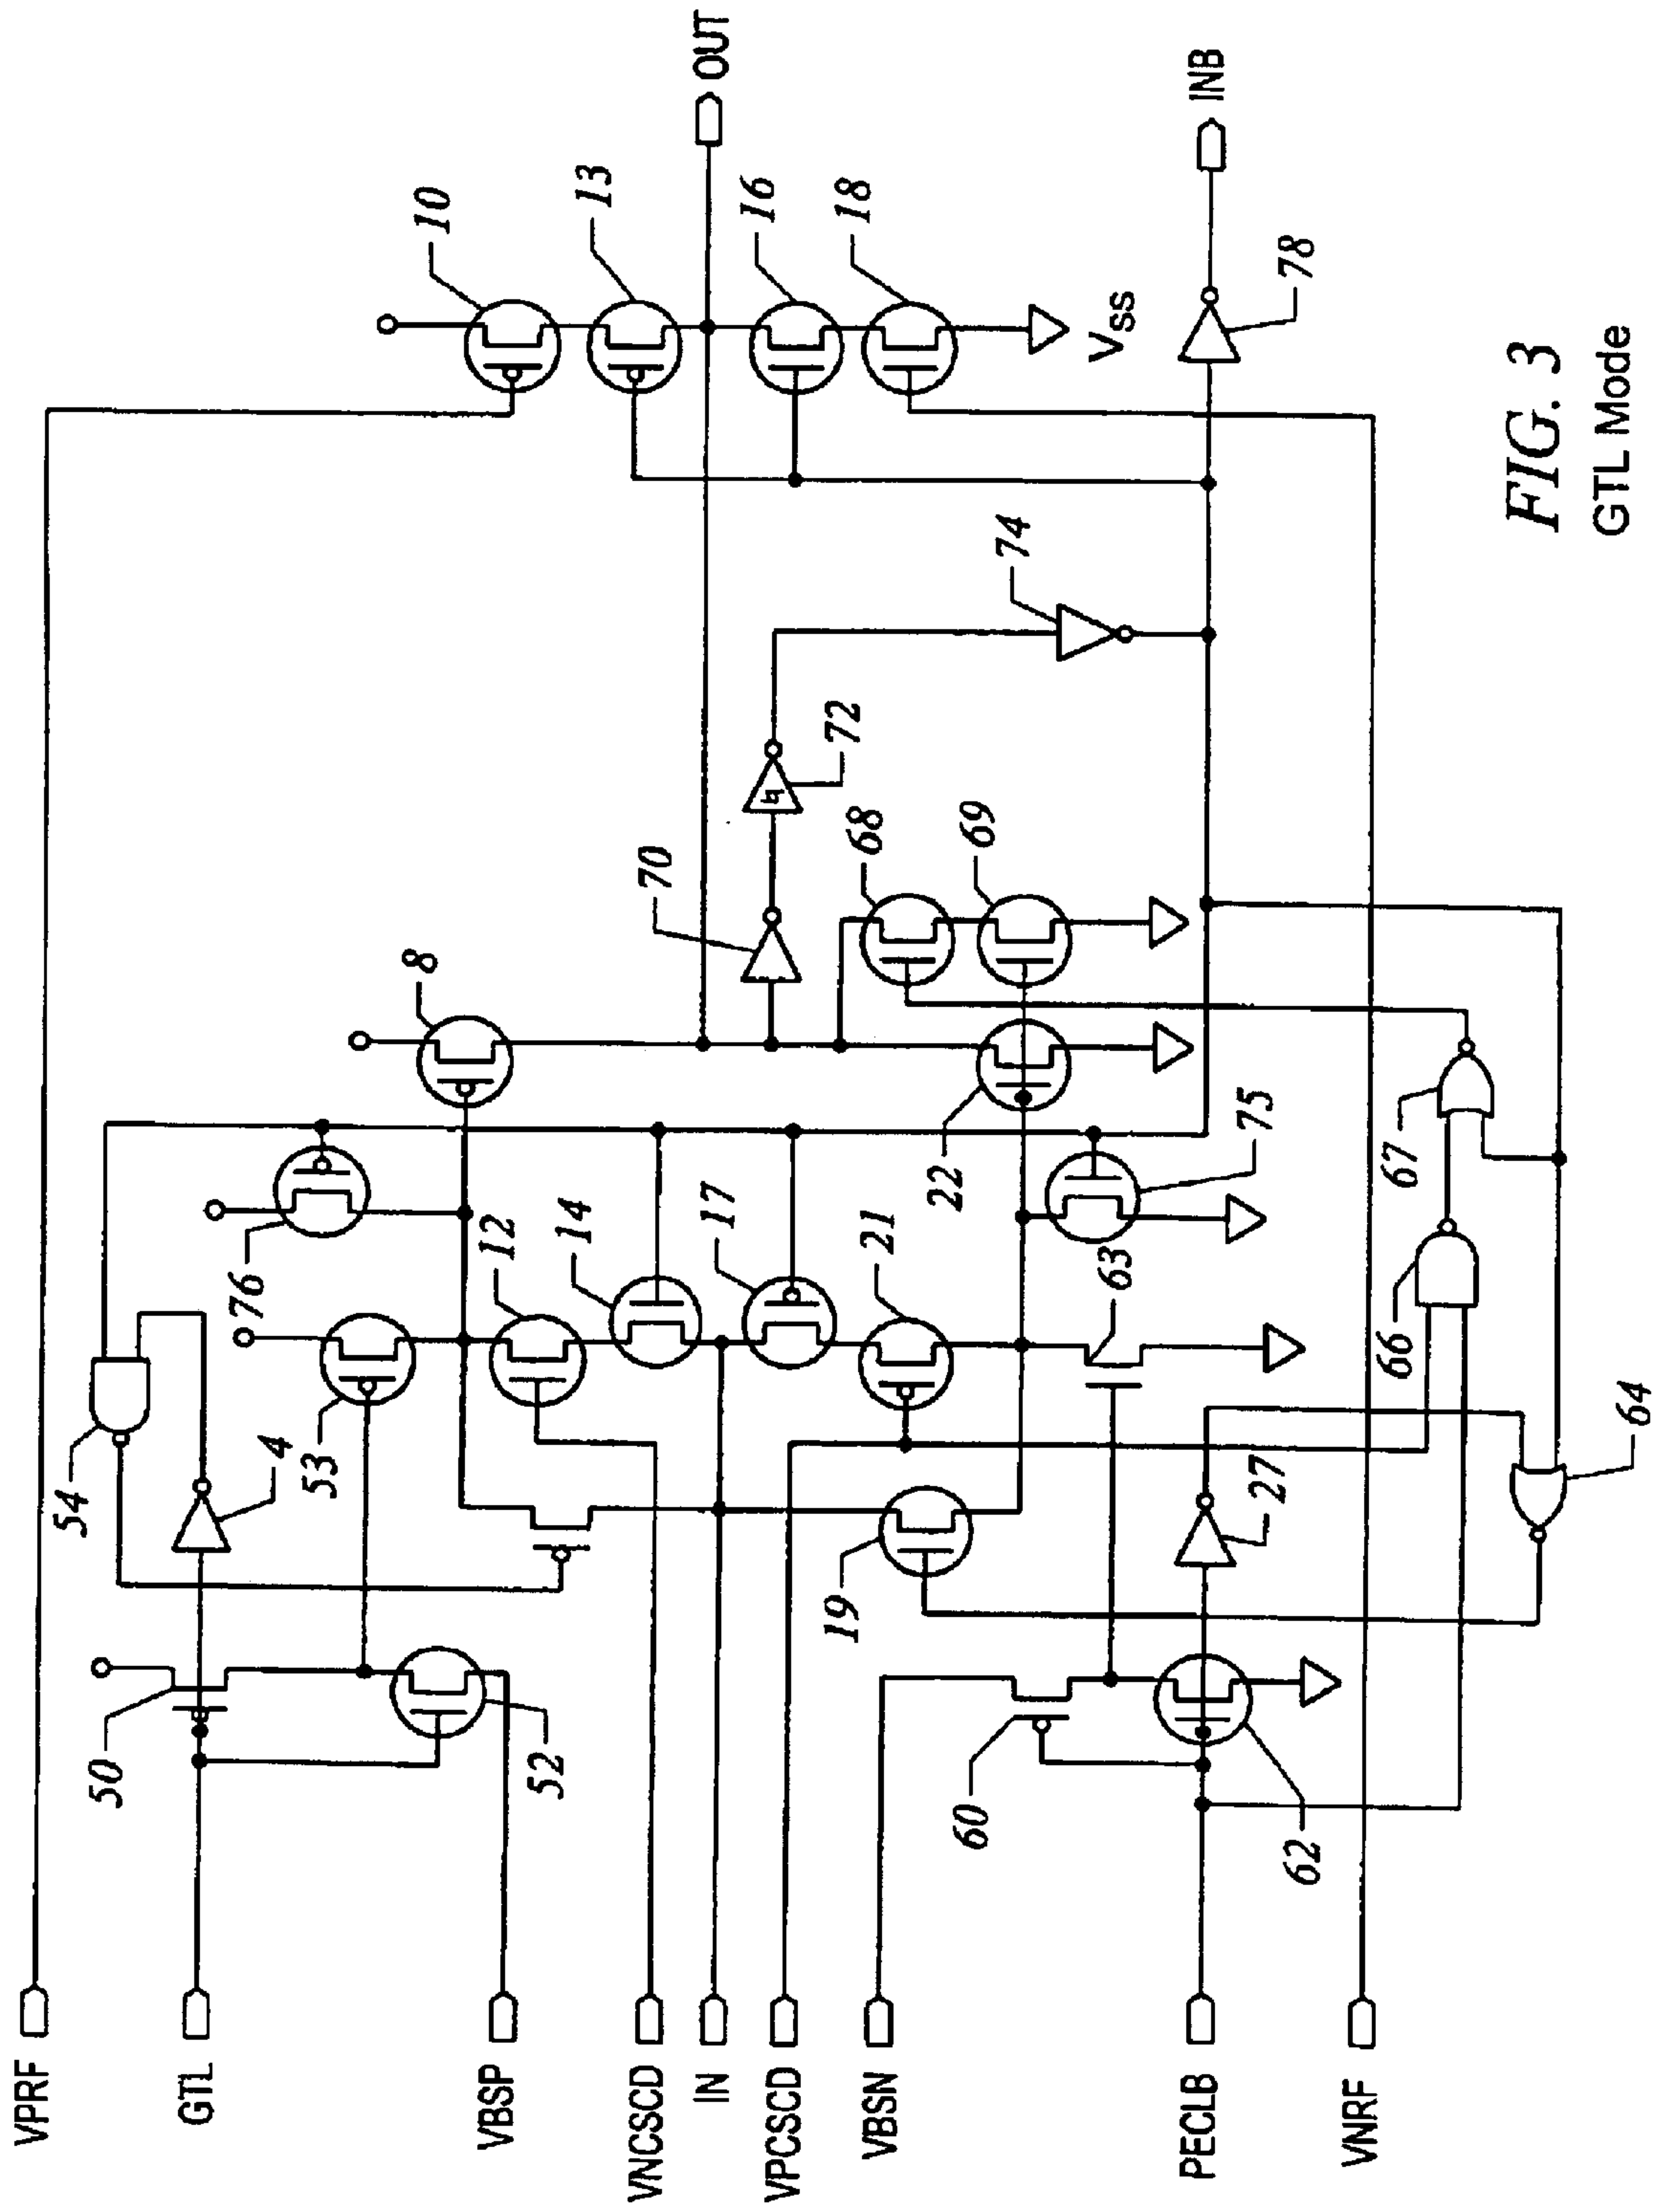 VPRF
GTL
VBSP
VNCSCD
IN
VPCSCD
VBSN
PECLB
VNRF
50
52
54
4
53
76
12
14
17
21
63
19
60
62
27
64
66
67
22
75
8
70
72
68
69
74
10
13
16
18
VSS
78
OUT
INB
FIG. 3
GTL Mode